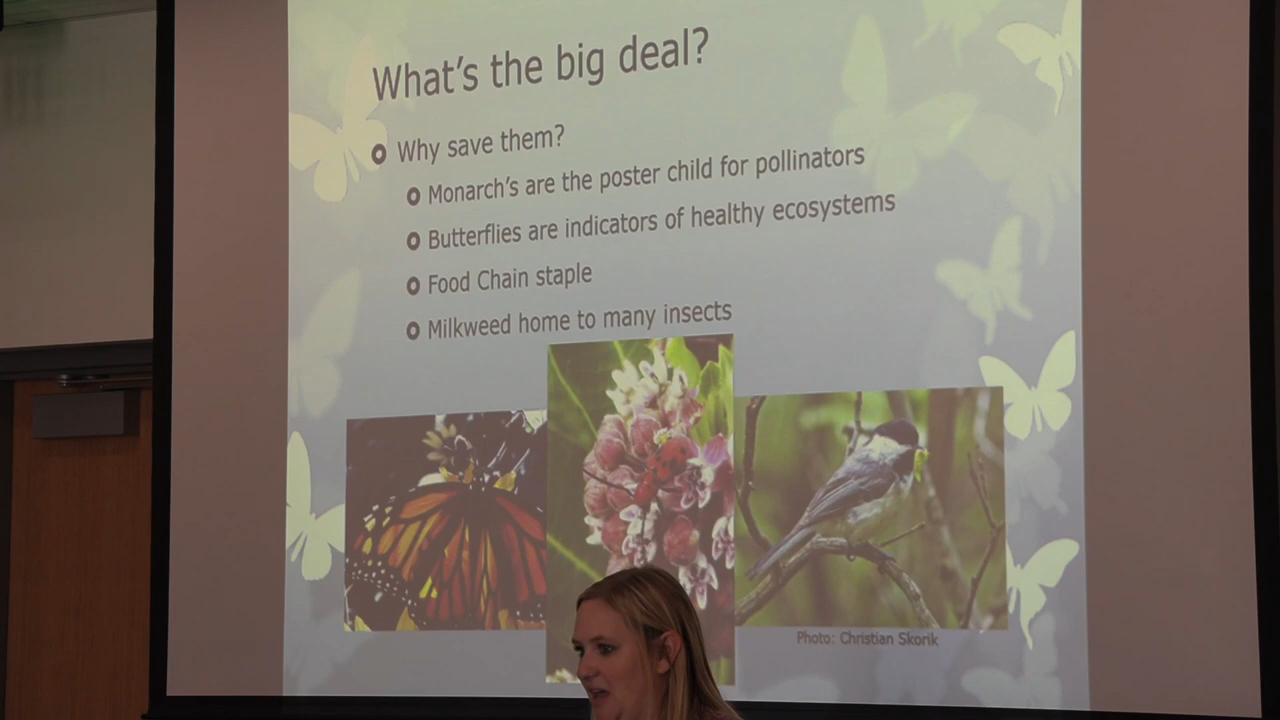 What's the big deal?
Why save them?
Monarch's are the poster child for pollinators
Butterflies are indicators of healthy ecosystems
Food Chain staple
Milkweed home to many insects
Photo: Christian Skorik